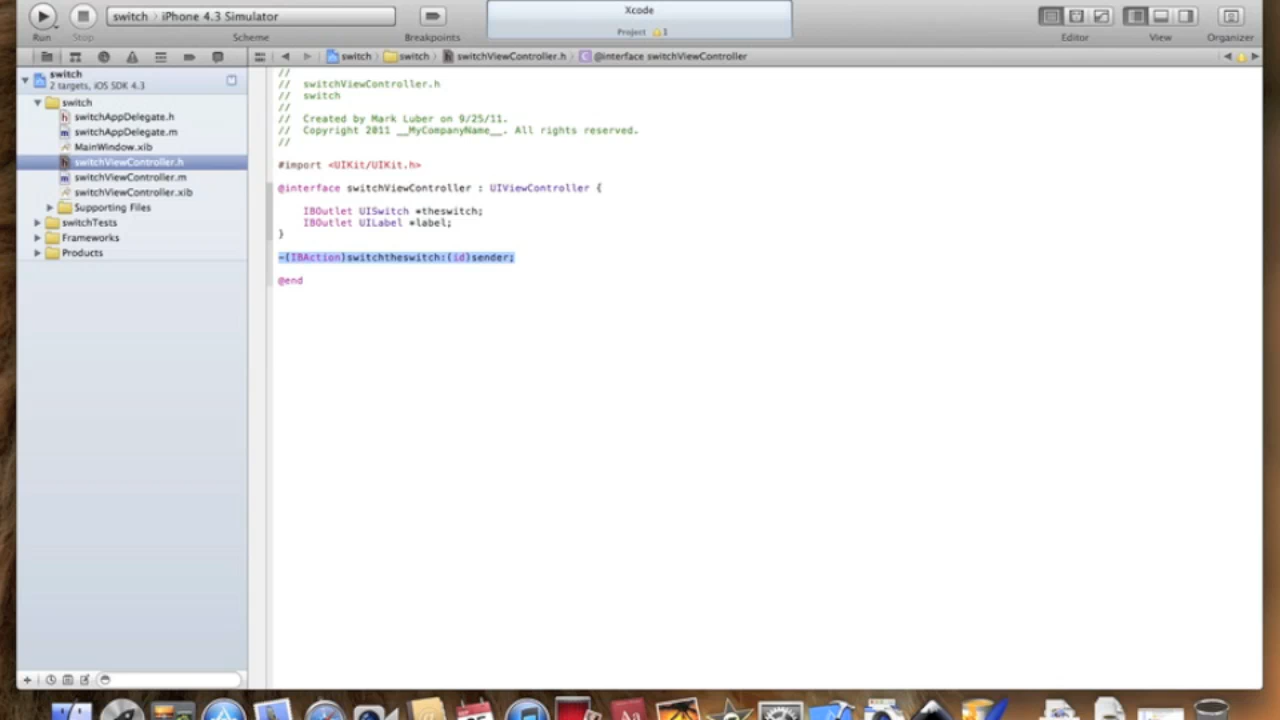 switch 〉 iPhone 4.3 Simulator
Xcode
Project 1
Run Stop Scheme Breakpoints Editor View Organizer
switch 〉 switch 〉 switchViewController.h 〉 @interface switchViewController
switch
2 targets, iOS SDK 4.3
switch
switchAppDelegate.h
switchAppDelegate.m
MainWindow.xib
switchViewController.h
switchViewController.m
switchViewController.xib
Supporting Files
switchTests
Frameworks
Products
//
// switchViewController.h
// switch
//
// Created by Mark Luber on 9/25/11.
// Copyright 2011 __MyCompanyName__. All rights reserved.
//
#import <UIKit/UIKit.h>
@interface switchViewController : UIViewController {
IBOutlet UISwitch *theswitch;
IBOutlet UILabel *label;
}
-(IBAction)switchtheswitch:(id)sender;
@end